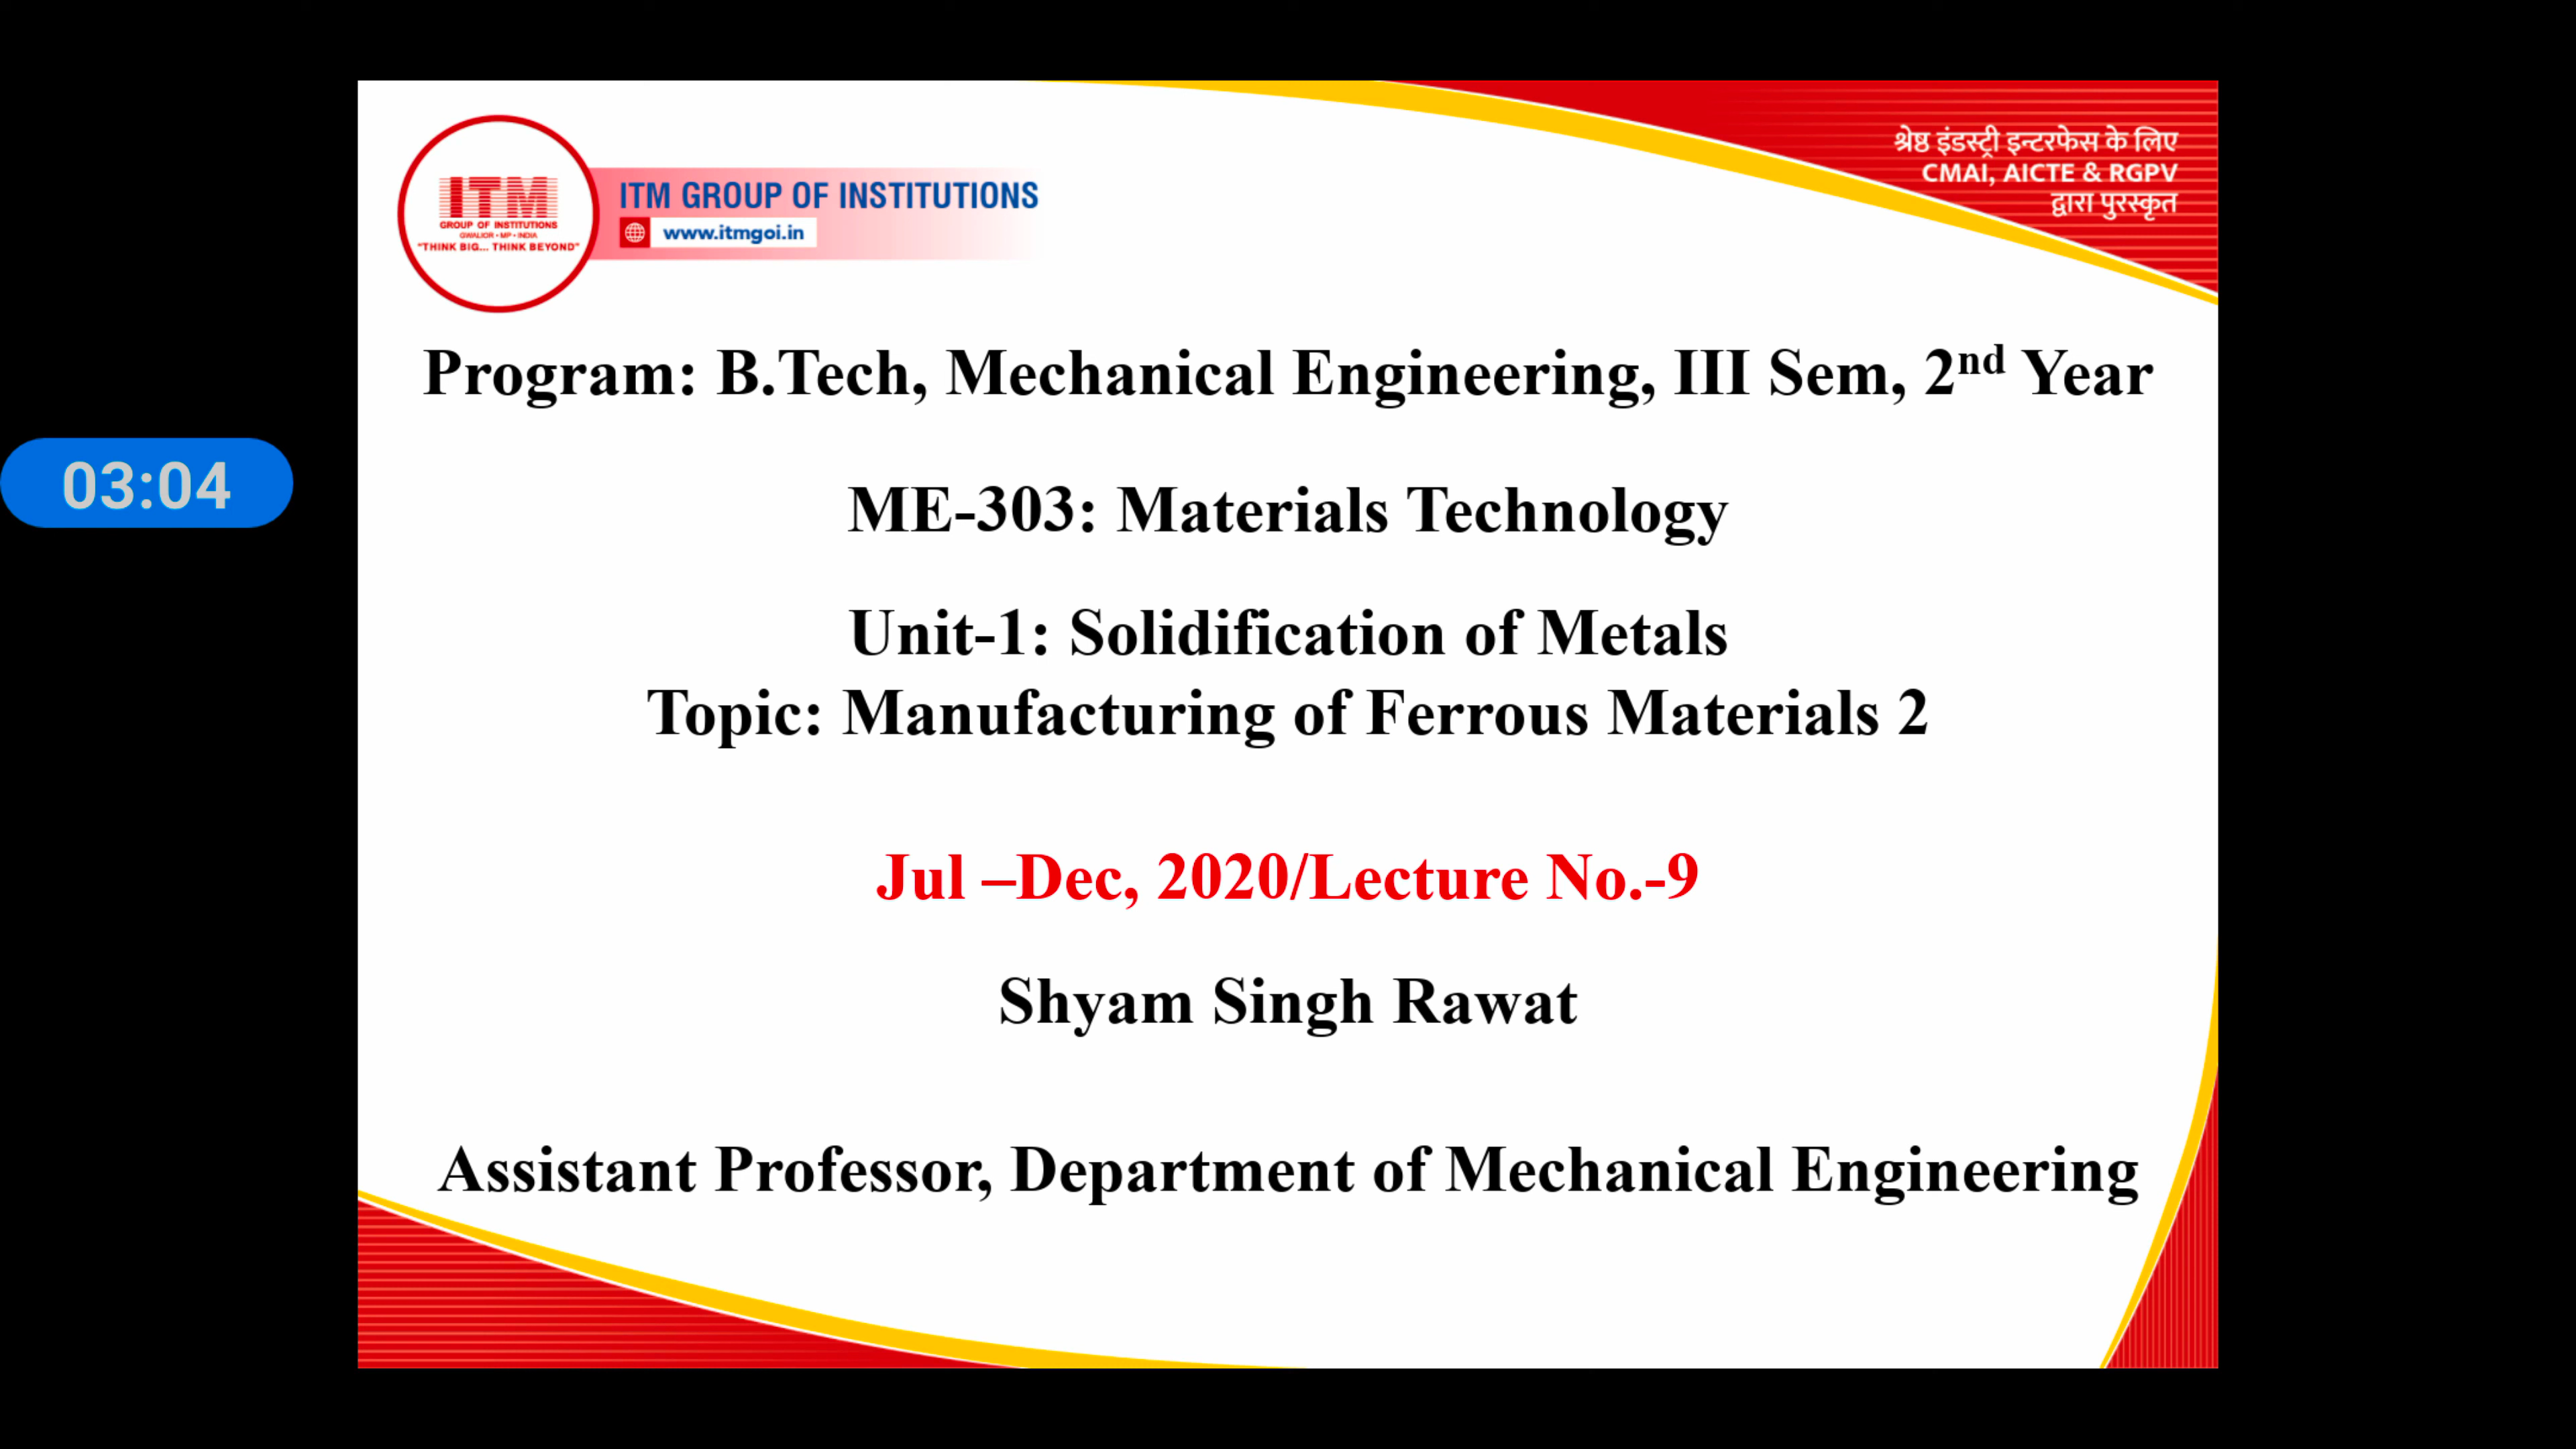 ITM
GROUP OF INSTITUTIONS
GWALIOR • MP • INDIA
"THINK BIG... THINK BEYOND"
ITM GROUP OF INSTITUTIONS
www.itmgoi.in
श्रेष्ठ इंडस्ट्री इन्टरफेस के लिए
CMAI, AICTE & RGPV
द्वारा पुरस्कृत
Program: B.Tech, Mechanical Engineering, III Sem, 2nd Year
03:04
ME-303: Materials Technology
Unit-1: Solidification of Metals
Topic: Manufacturing of Ferrous Materials 2
Jul –Dec, 2020/Lecture No.-9
Shyam Singh Rawat
Assistant Professor, Department of Mechanical Engineering